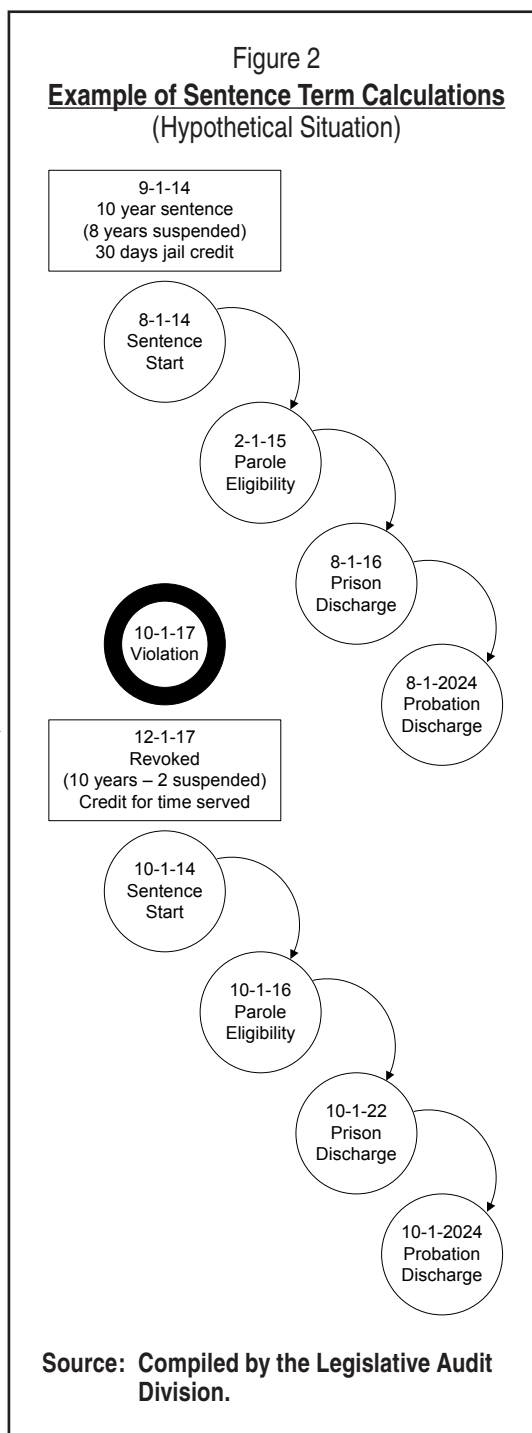 Figure 2
Example of Sentence Term Calculations
(Hypothetical Situation)
9-1-14
10 year sentence
(8 years suspended)
30 days jail credit
8-1-14
Sentence
Start
2-1-15
Parole
Eligibility
8-1-16
Prison
Discharge
8-1-2024
Probation
Discharge
10-1-17
Violation
12-1-17
Revoked
(10 years – 2 suspended)
Credit for time served
10-1-14
Sentence
Start
10-1-16
Parole
Eligibility
10-1-22
Prison
Discharge
10-1-2024
Probation
Discharge
Source: Compiled by the Legislative Audit
Division.